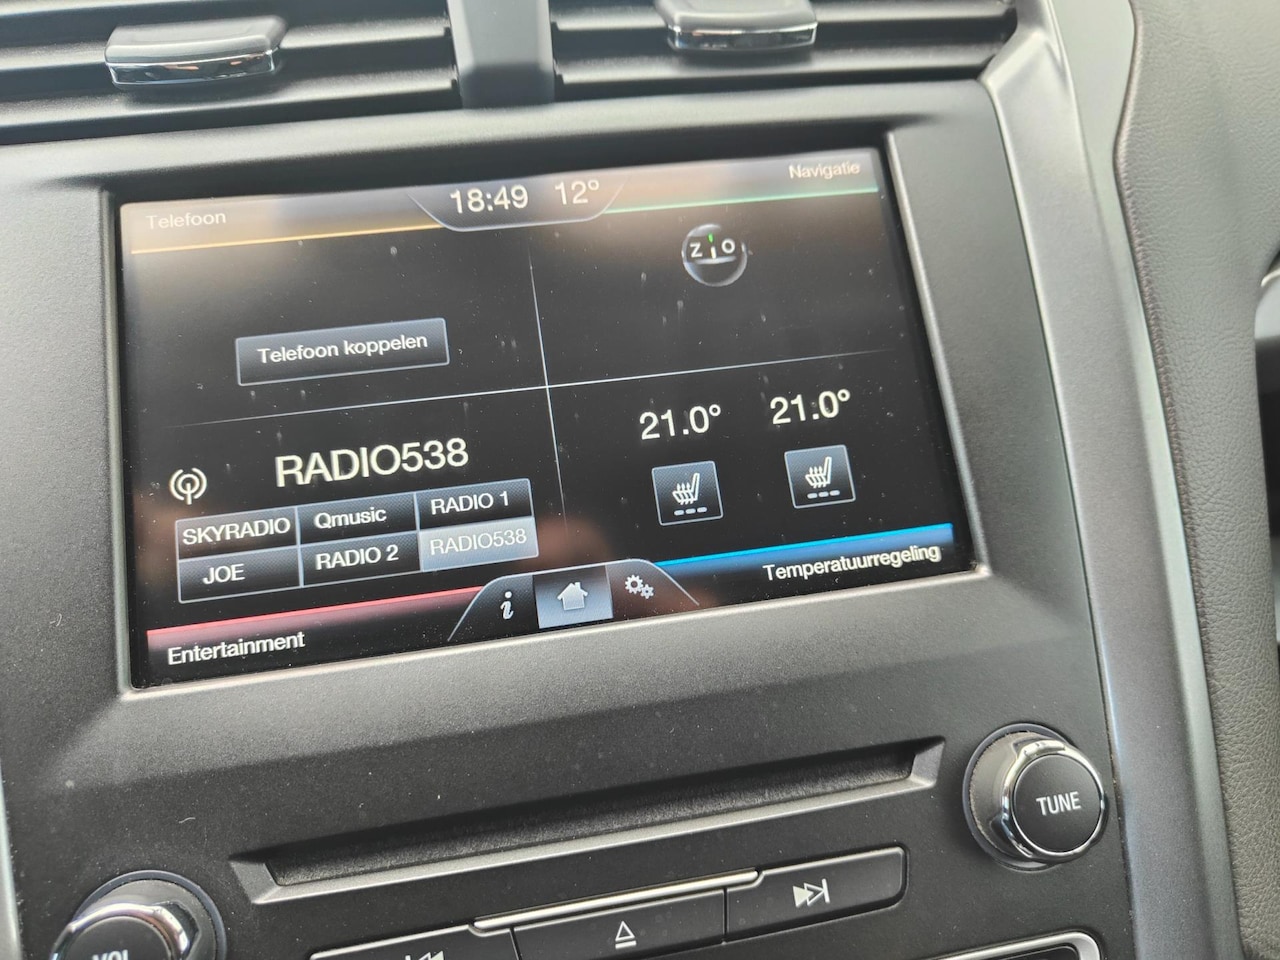 Telefoon
18:49 12°
Navigatie
z i o
Telefoon koppelen
21.0° 21.0°
RADIO538
SKYRADIO Qmusic RADIO 1
JOE RADIO 2 RADIO538
i
Temperatuurregeling
Entertainment
TUNE
VOL